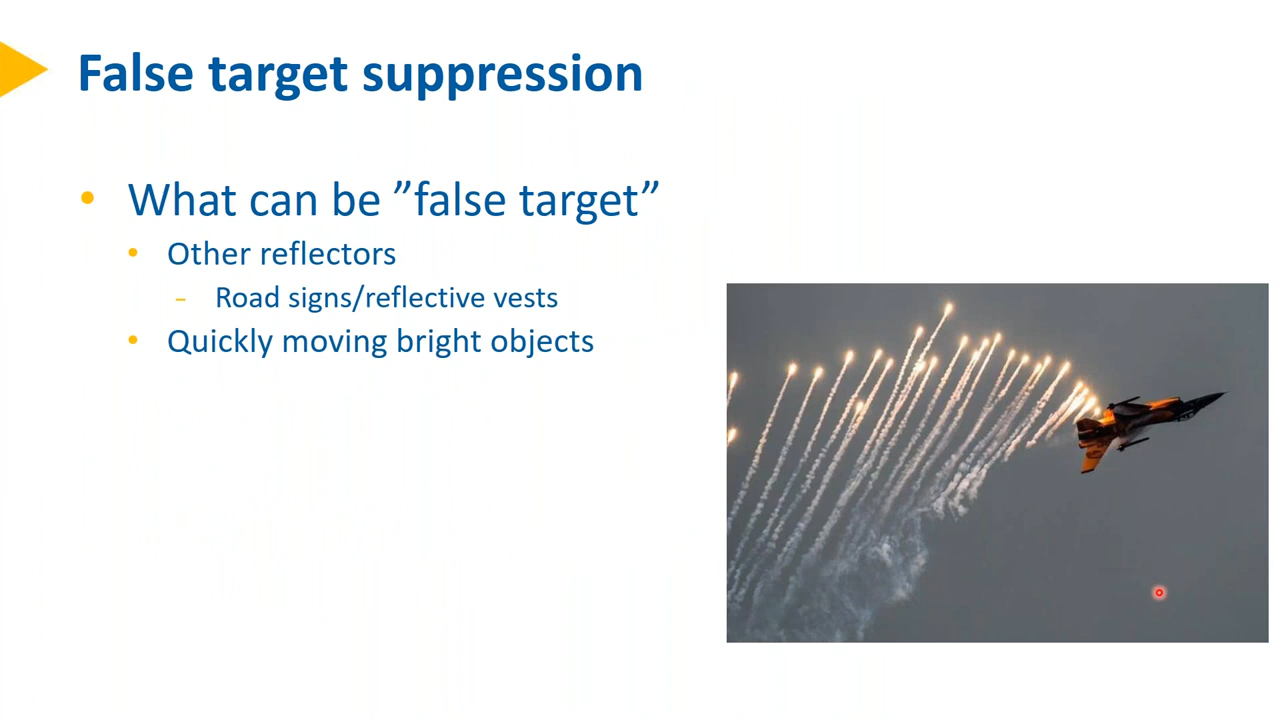 False target suppression
What can be ”false target”
Other reflectors
Road signs/reflective vests
Quickly moving bright objects